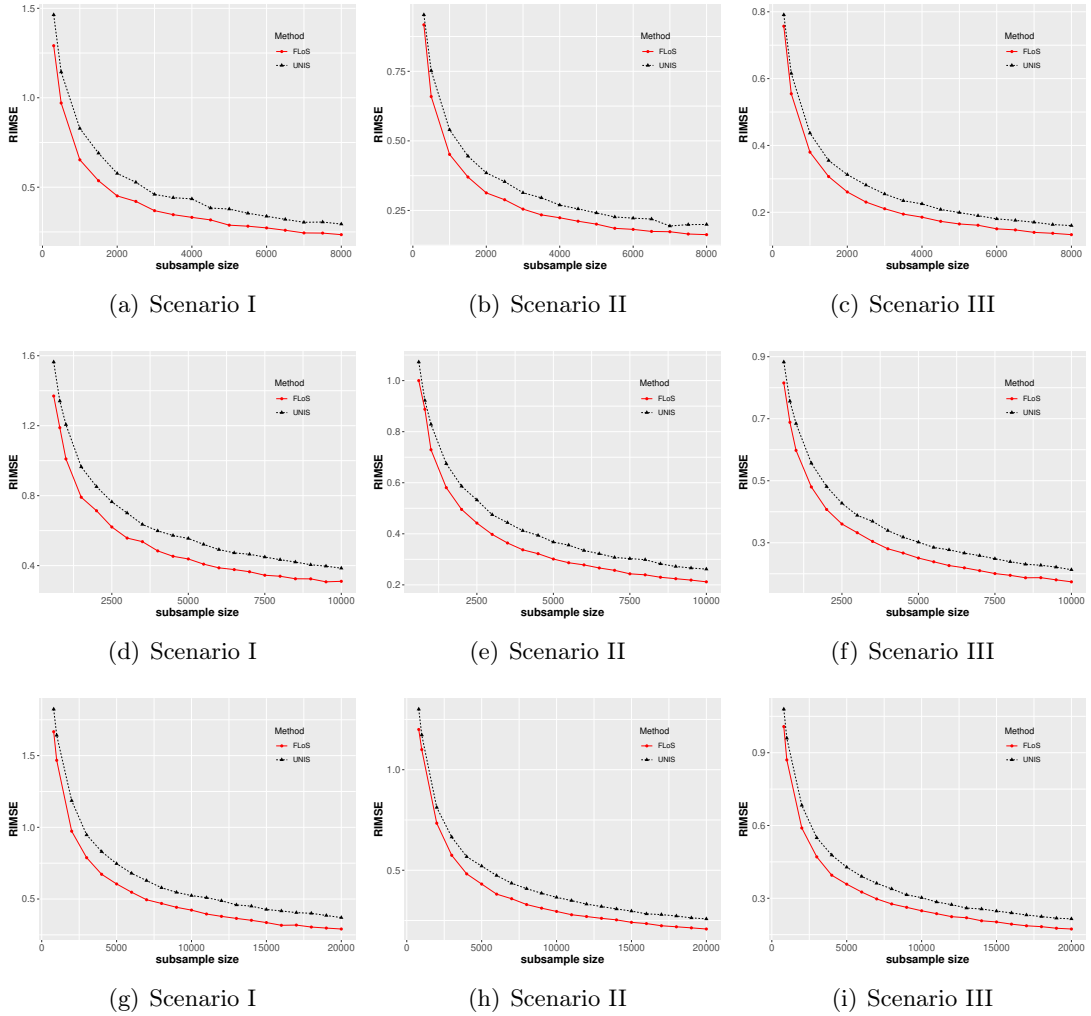 1.5
1.0
0.5
RIMSE
0 2000 4000 6000 8000
subsample size
Method
FLoS
UNIS
(a) Scenario I
0.75
0.50
0.25
RIMSE
0 2000 4000 6000 8000
subsample size
Method
FLoS
UNIS
(b) Scenario II
0.8
0.6
0.4
0.2
RIMSE
0 2000 4000 6000 8000
subsample size
Method
FLoS
UNIS
(c) Scenario III
1.6
1.2
0.8
0.4
RIMSE
2500 5000 7500 10000
subsample size
Method
FLoS
UNIS
(d) Scenario I
1.0
0.8
0.6
0.4
0.2
RIMSE
2500 5000 7500 10000
subsample size
Method
FLoS
UNIS
(e) Scenario II
0.9
0.7
0.5
0.3
RIMSE
2500 5000 7500 10000
subsample size
Method
FLoS
UNIS
(f) Scenario III
1.5
1.0
0.5
RIMSE
0 5000 10000 15000 20000
subsample size
Method
FLoS
UNIS
(g) Scenario I
1.0
0.5
RIMSE
0 5000 10000 15000 20000
subsample size
Method
FLoS
UNIS
(h) Scenario II
0.9
0.6
0.3
RIMSE
0 5000 10000 15000 20000
subsample size
Method
FLoS
UNIS
(i) Scenario III